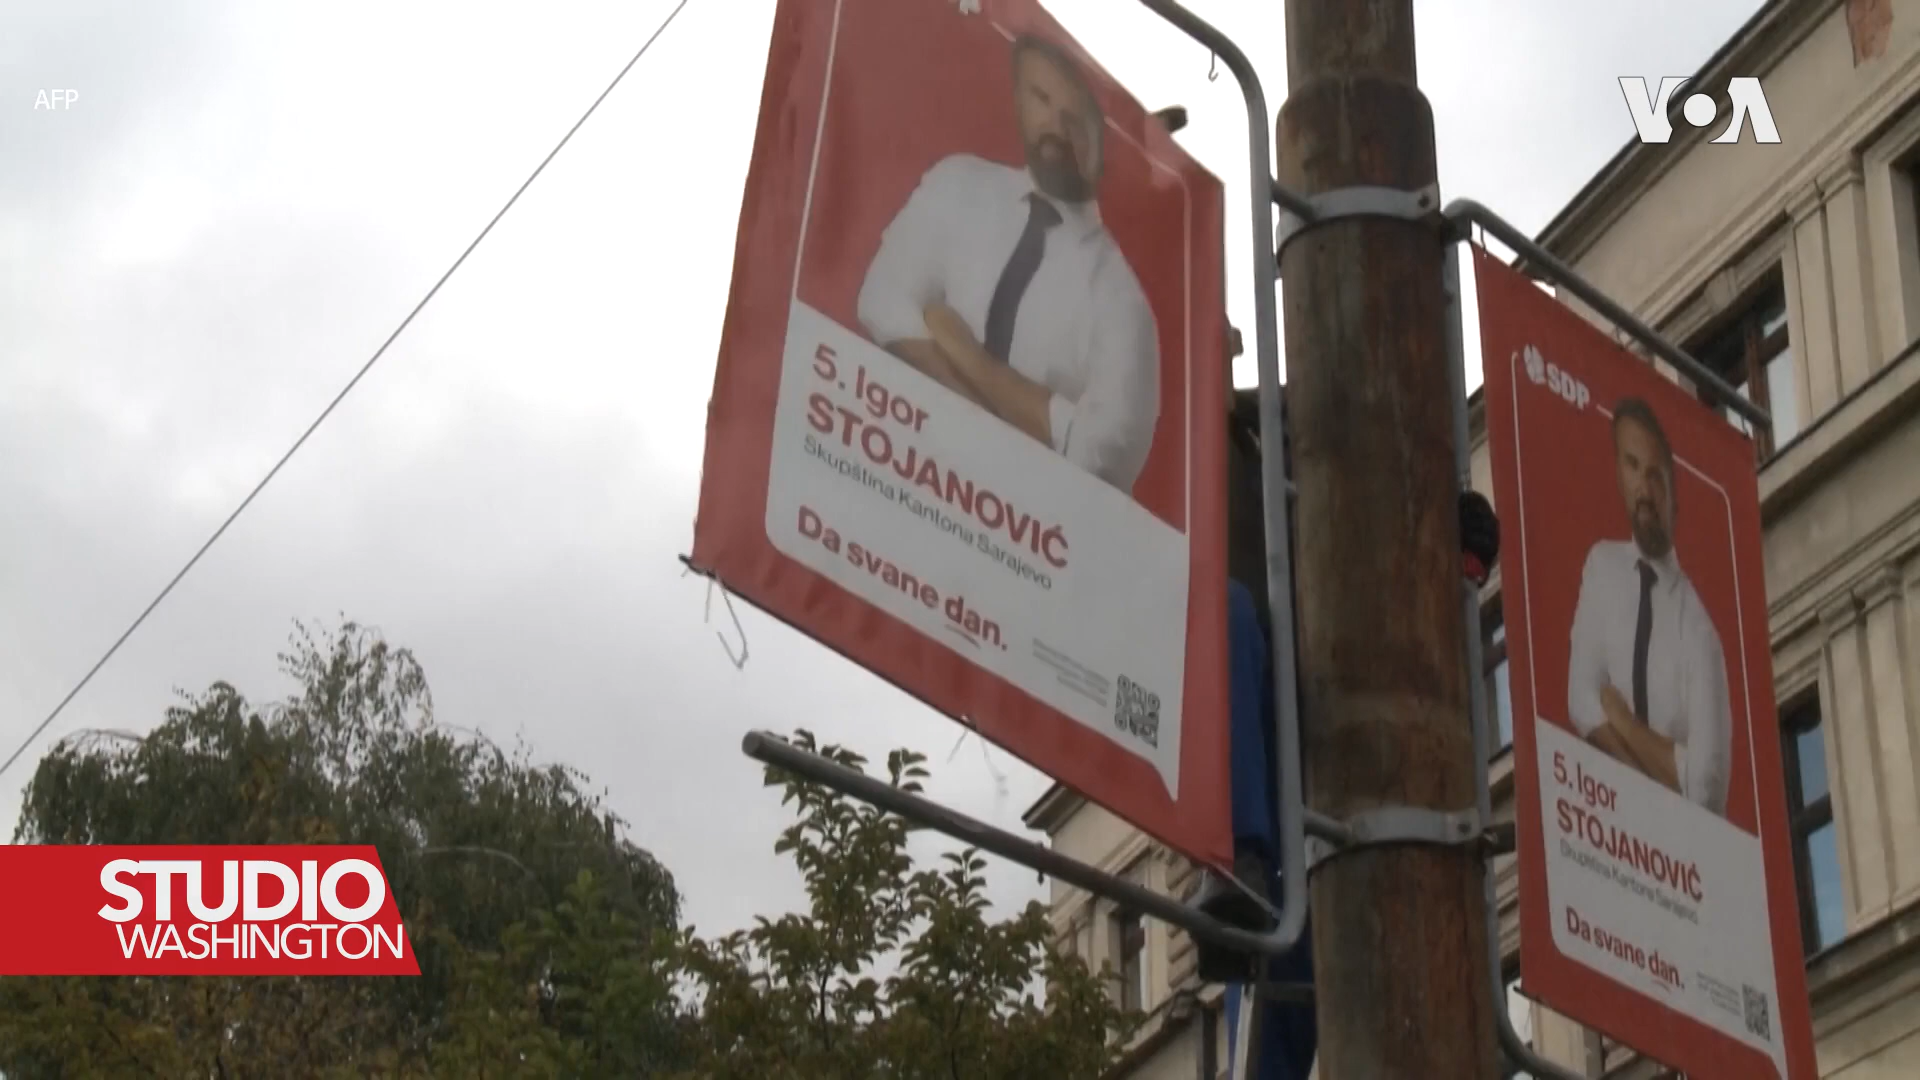 AFP
VOA
5. Igor
STOJANOVIĆ
Skupština Kantona Sarajevo
Da svane dan.
SDP
5. Igor
STOJANOVIĆ
Skupština Kantona Sarajevo
Da svane dan.
STUDIO
WASHINGTON